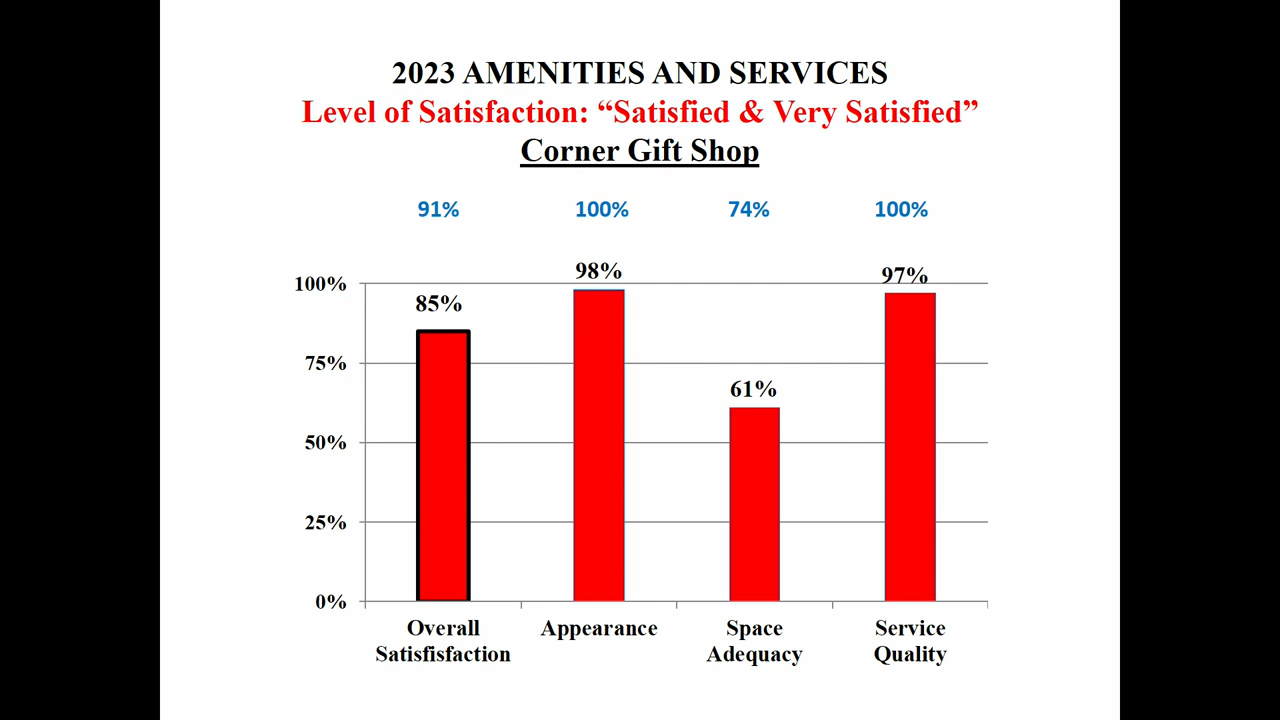 2023 AMENITIES AND SERVICES
Level of Satisfaction: “Satisfied & Very Satisfied”
Corner Gift Shop
91% 100% 74% 100%
98%
97%
100%
85%
75%
61%
50%
25%
0%
Overall Appearance Space Service
Satisfisfaction Adequacy Quality